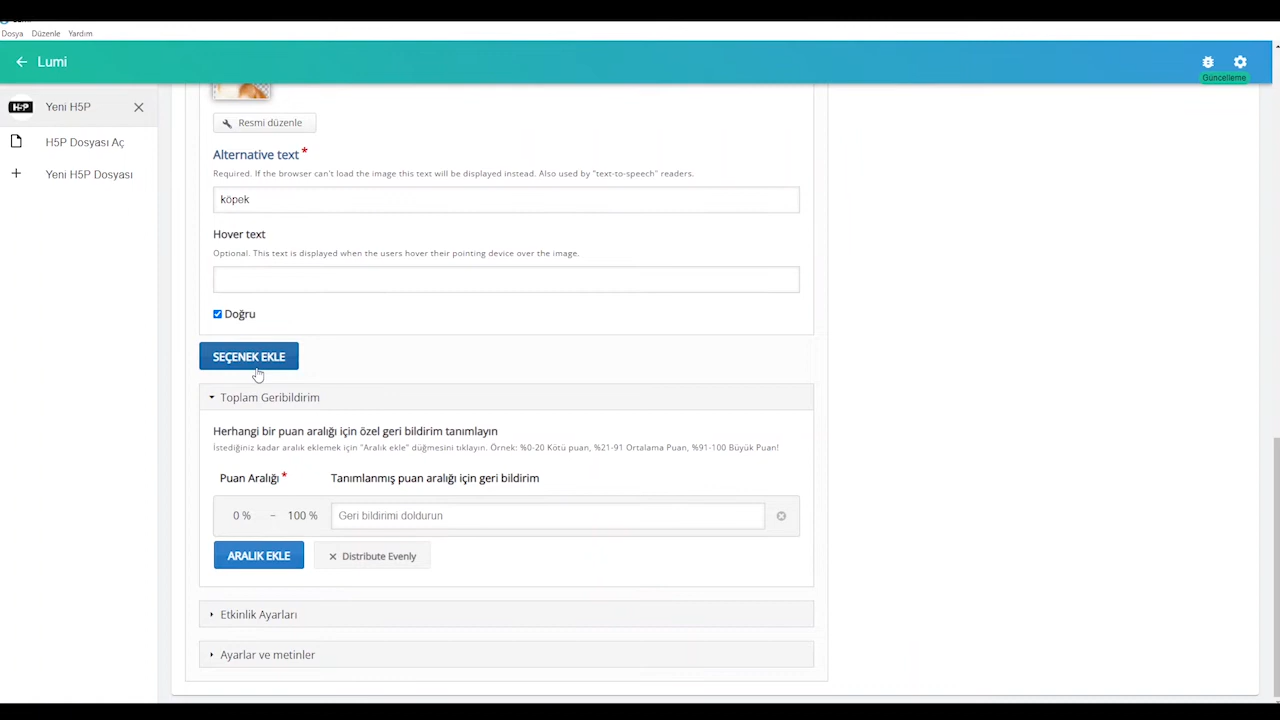 Dosya Düzenle Yardım
Lumi
Güncelleme
H5P Yeni H5P
H5P Dosyası Aç
Yeni H5P Dosyası
Resmi düzenle
Alternative text *
Required. If the browser can't load the image this text will be displayed instead. Also used by "text-to-speech" readers.
köpek
Hover text
Optional. This text is displayed when the users hover their pointing device over the image.
Doğru
SEÇENEK EKLE
Toplam Geribildirim
Herhangi bir puan aralığı için özel geri bildirim tanımlayın
İstediğiniz kadar aralık eklemek için "Aralık ekle" düğmesini tıklayın. Örnek: %0-20 Kötü puan, %21-91 Ortalama Puan, %91-100 Büyük Puan!
Puan Aralığı * Tanımlanmış puan aralığı için geri bildirim
0 % – 100 % Geri bildirimi doldurun
ARALIK EKLE Distribute Evenly
Etkinlik Ayarları
Ayarlar ve metinler